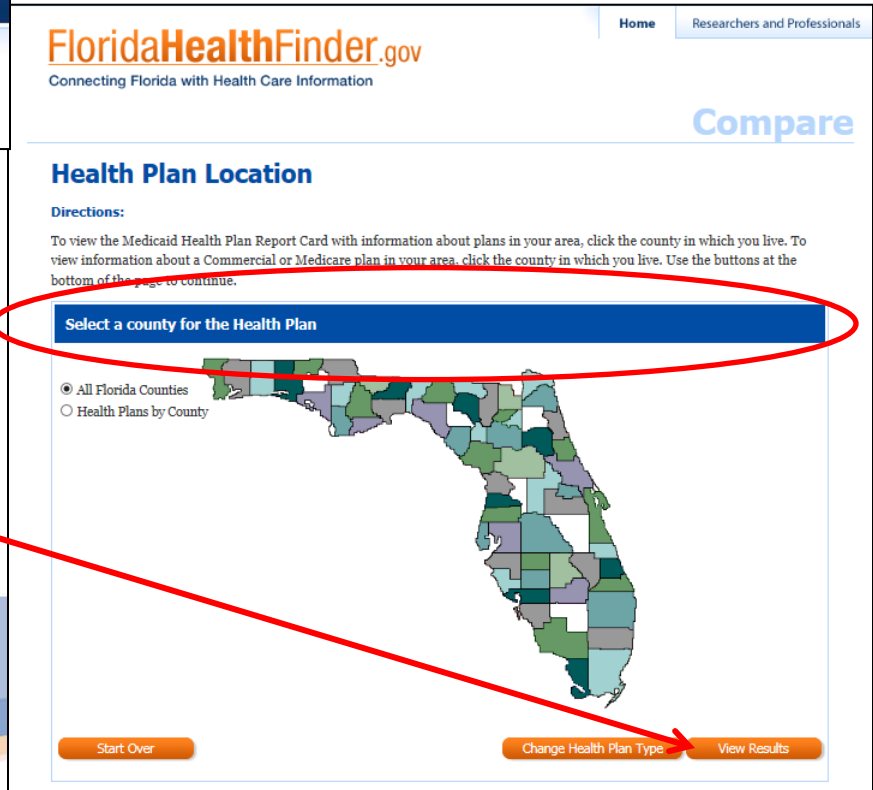 Home
Researchers and Professionals
FloridaHealthFinder.gov
Connecting Florida with Health Care Information
Compare
Health Plan Location
Directions:
To view the Medicaid Health Plan Report Card with information about plans in your area, click the county in which you live. To
view information about a Commercial or Medicare plan in your area, click the county in which you live. Use the buttons at the
bottom of the page to continue.
Select a county for the Health Plan
All Florida Counties
Health Plans by County
Start Over
Change Health Plan Type
View Results